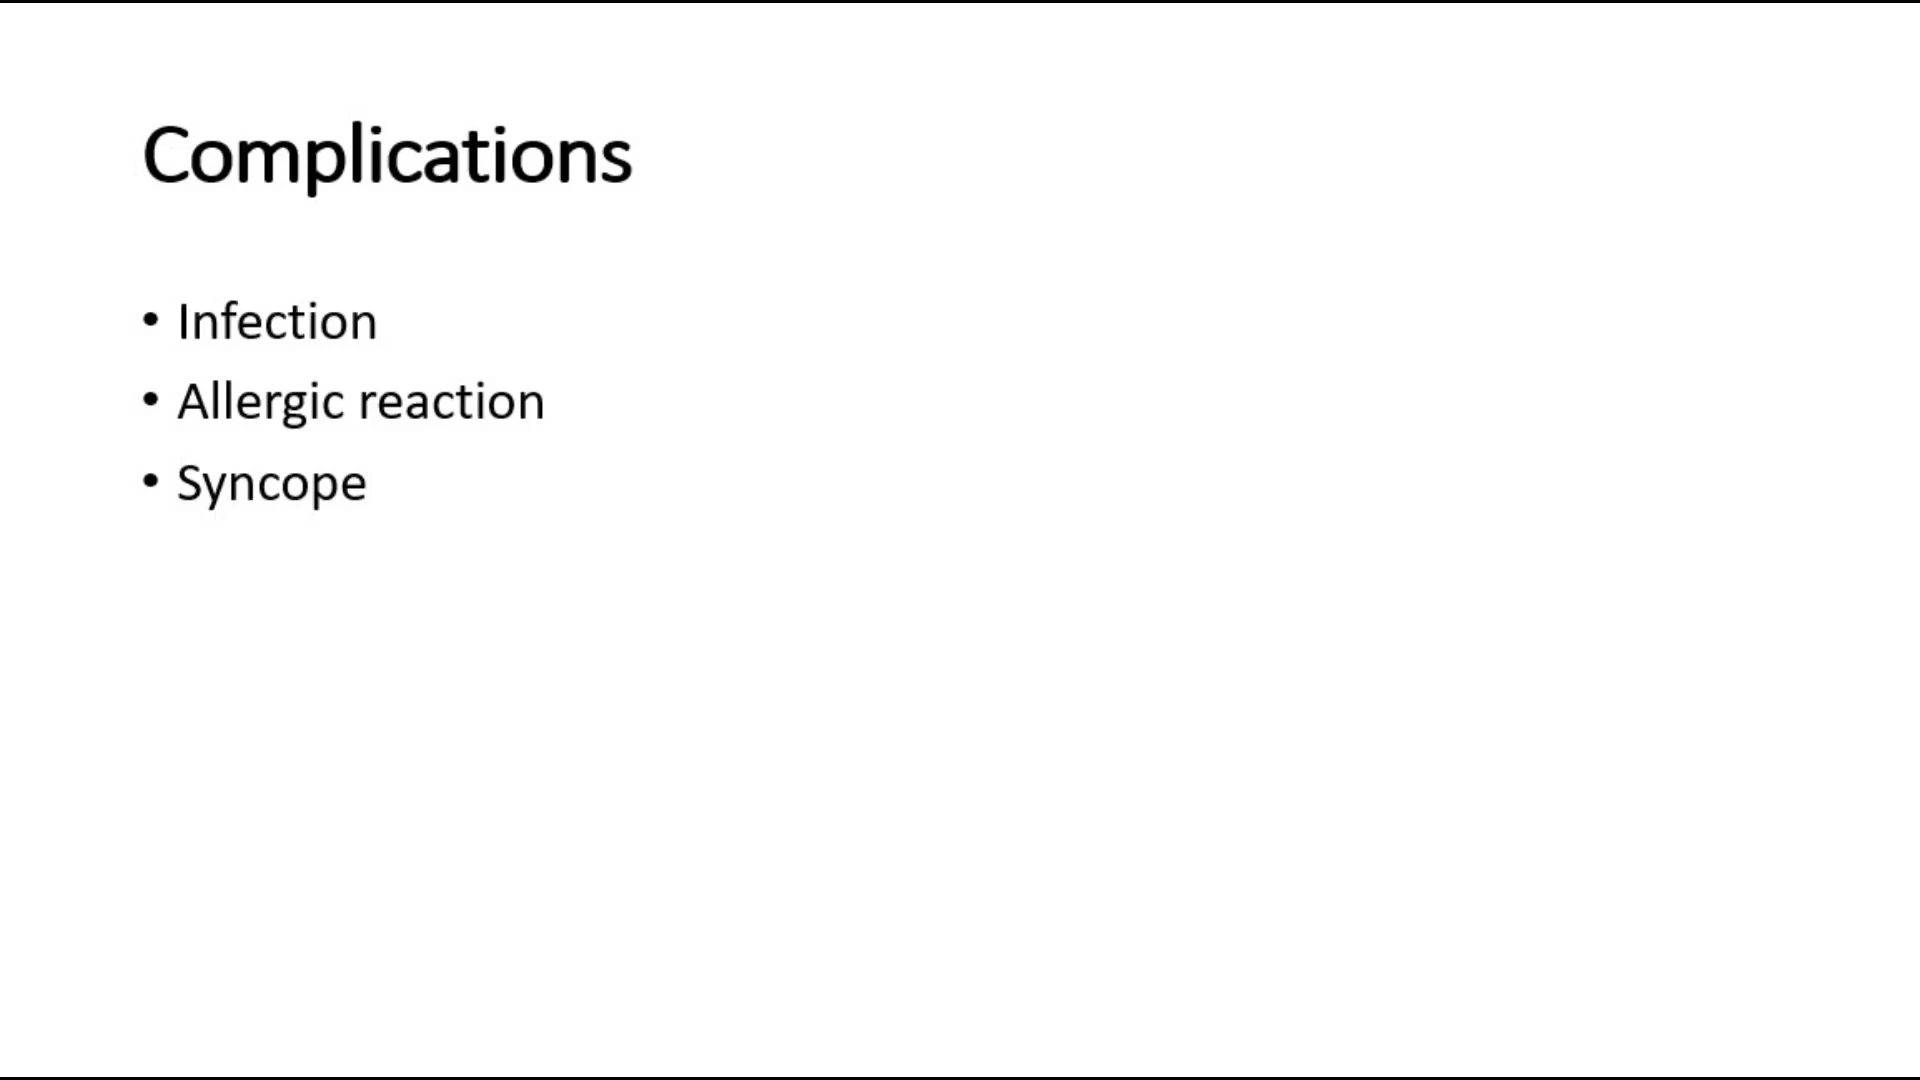 Complications
• Infection
• Allergic reaction
• Syncope